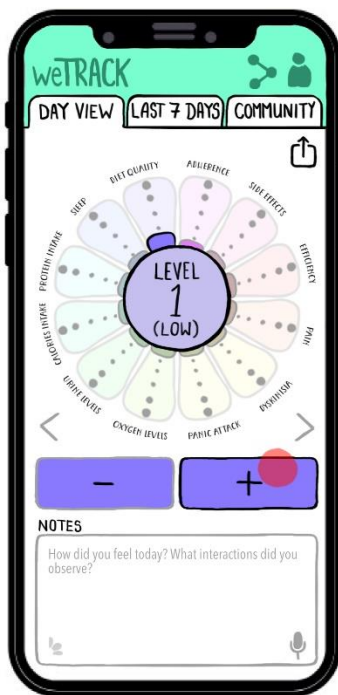 weTRACK
DAY VIEW
LAST 7 DAYS
COMMUNITY
DIET QUALITY
ADHERENCE
SLEEP
SIDE EFFECTS
PROTEIN INTAKE
EFFICIENCY
CALORIES INTAKE
PAIN
URINE LEVELS
DYSKINISIA
OXYGEN LEVELS
PANIC ATTACK
LEVEL
1
(LOW)
<
>
-
+
NOTES
How did you feel today? What interactions did you
observe?